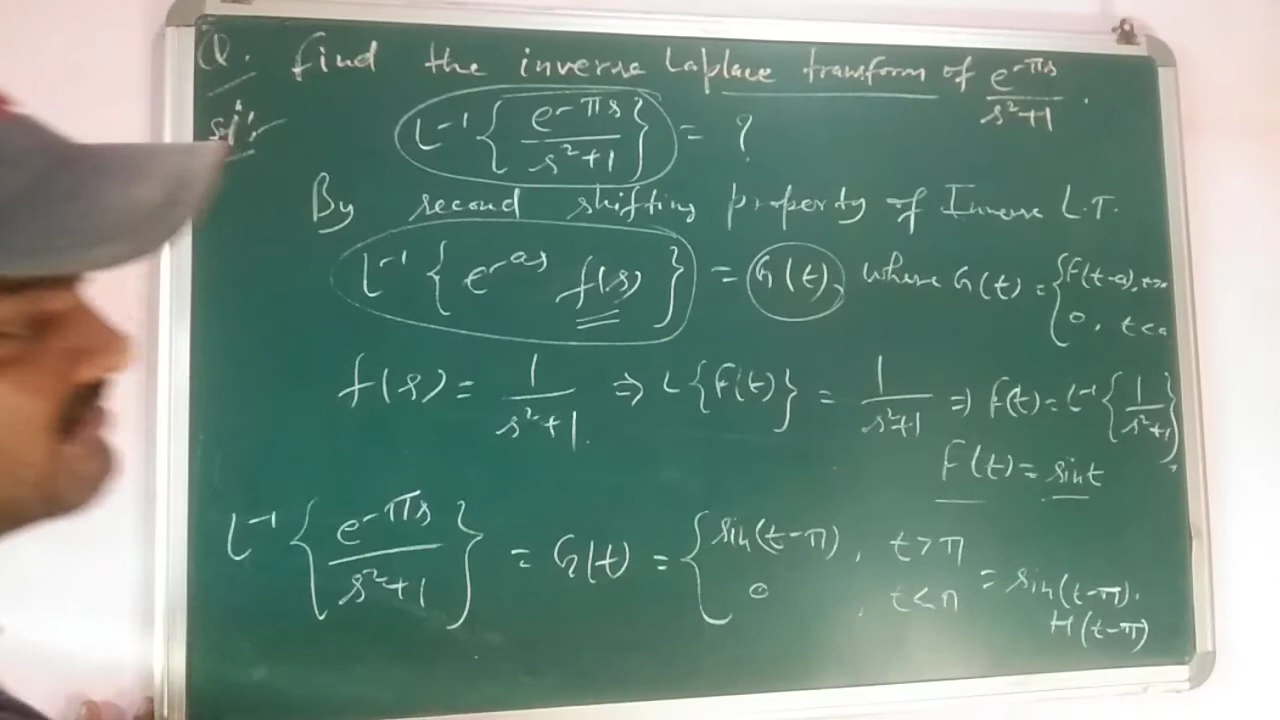 Q. Find the inverse Laplace transform of e^-πs / s²+1 .
Sol:- L⁻¹ { e^-πs / s²+1 } = ?
By second shifting property of Inverse L.T.
L⁻¹ { e^-as f(s) } = G(t), where G(t) = { F(t-a), t>a
0, t<a
f(s) = 1 / s²+1 . ⇒ L{F(t)} = 1 / s²+1 ⇒ F(t) = L⁻¹ { 1 / s²+1 }
F(t) = sint
L⁻¹ { e^-πs / s²+1 } = G(t) = { sin(t-π) , t>π
0 , t<π
= sin(t-π).
H(t-π)